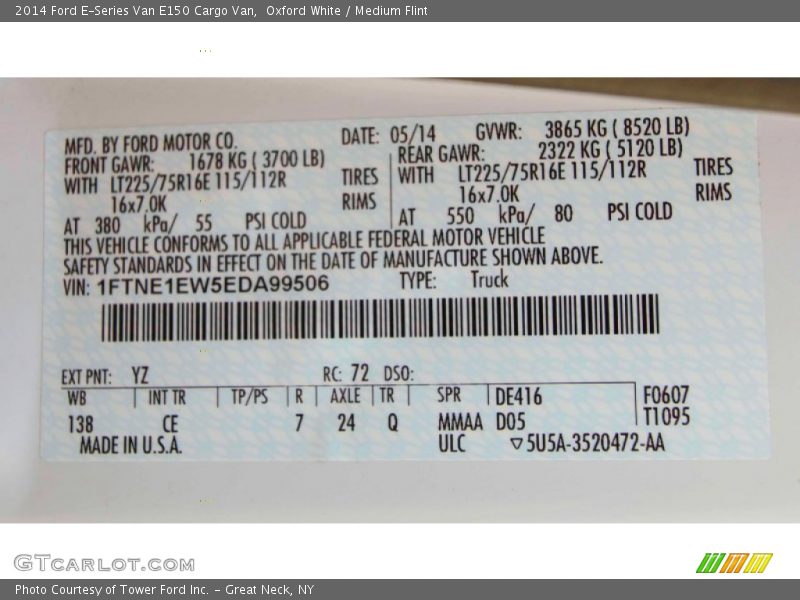 2014 Ford E-Series Van E150 Cargo Van, Oxford White / Medium Flint
MFD. BY FORD MOTOR CO. DATE: 05/14 GVWR: 3865 KG ( 8520 LB)
FRONT GAWR: 1678 KG ( 3700 LB) REAR GAWR: 2322 KG ( 5120 LB)
WITH LT225/75R16E 115/112R TIRES WITH LT225/75R16E 115/112R TIRES
16x7.0K RIMS 16x7.0K RIMS
AT 380 kPa/ 55 PSI COLD AT 550 kPa/ 80 PSI COLD
THIS VEHICLE CONFORMS TO ALL APPLICABLE FEDERAL MOTOR VEHICLE
SAFETY STANDARDS IN EFFECT ON THE DATE OF MANUFACTURE SHOWN ABOVE.
VIN: 1FTNE1EW5EDA99506 TYPE: Truck
EXT PNT: YZ RC: 72 DSO:
WB INT TR TP/PS R AXLE TR SPR DE416 F0607
138 CE 7 24 Q MMAA D05 T1095
MADE IN U.S.A. ULC ▽5U5A-3520472-AA
GTCarLot.com
Photo Courtesy of Tower Ford Inc. - Great Neck, NY